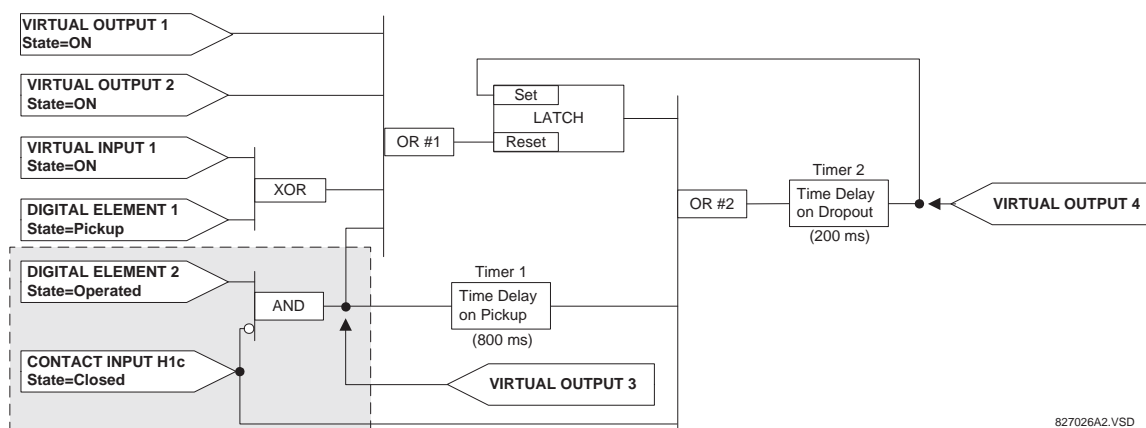 VIRTUAL OUTPUT 1
State=ON
VIRTUAL OUTPUT 2
State=ON
VIRTUAL INPUT 1
State=ON
DIGITAL ELEMENT 1
State=Pickup
DIGITAL ELEMENT 2
State=Operated
CONTACT INPUT H1c
State=Closed
XOR
AND
OR #1
Set
LATCH
Reset
Timer 1
Time Delay
on Pickup
(800 ms)
VIRTUAL OUTPUT 3
OR #2
Timer 2
Time Delay
on Dropout
(200 ms)
VIRTUAL OUTPUT 4
827026A2.VSD